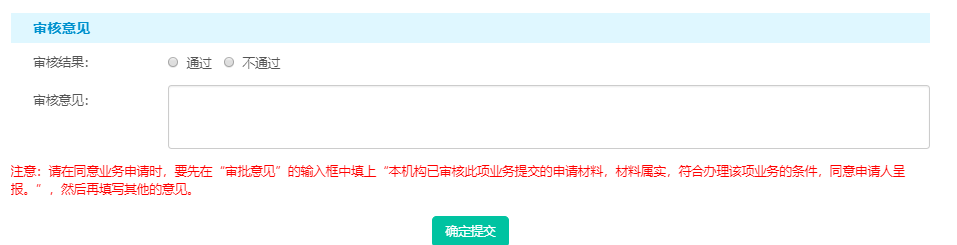 审核意见
审核结果： 通过 不通过
审核意见：
注意：请在同意业务申请时，要先在“审批意见”的输入框中填上“本机构已审核此项业务提交的申请材料，材料属实，符合办理该项业务的条件，同意申请人呈
报。”，然后再填写其他的意见。
确定提交